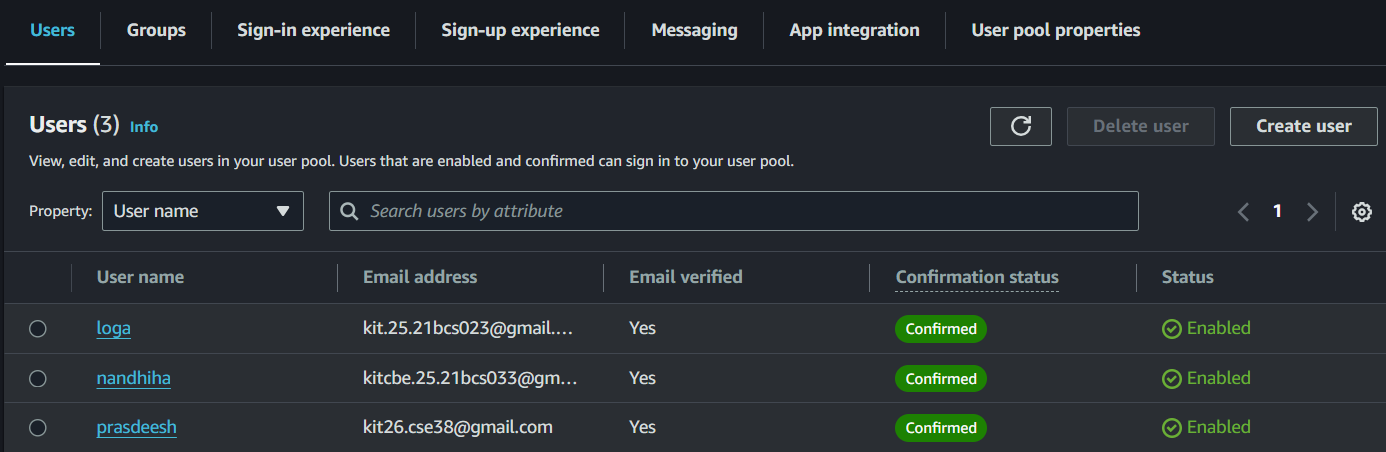 Users Groups Sign-in experience Sign-up experience Messaging App integration User pool properties
Users (3) Info
Delete user Create user
View, edit, and create users in your user pool. Users that are enabled and confirmed can sign in to your user pool.
Property: User name Search users by attribute 1
User name Email address Email verified Confirmation status Status
loga kit.25.21bcs023@gmail.… Yes Confirmed Enabled
nandhiha kitcbe.25.21bcs033@gm… Yes Confirmed Enabled
prasdeesh kit26.cse38@gmail.com Yes Confirmed Enabled